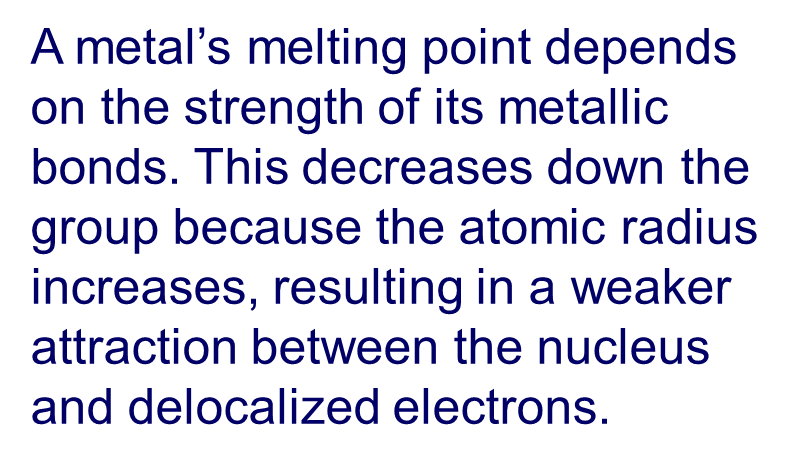 A metal’s melting point depends
on the strength of its metallic
bonds. This decreases down the
group because the atomic radius
increases, resulting in a weaker
attraction between the nucleus
and delocalized electrons.